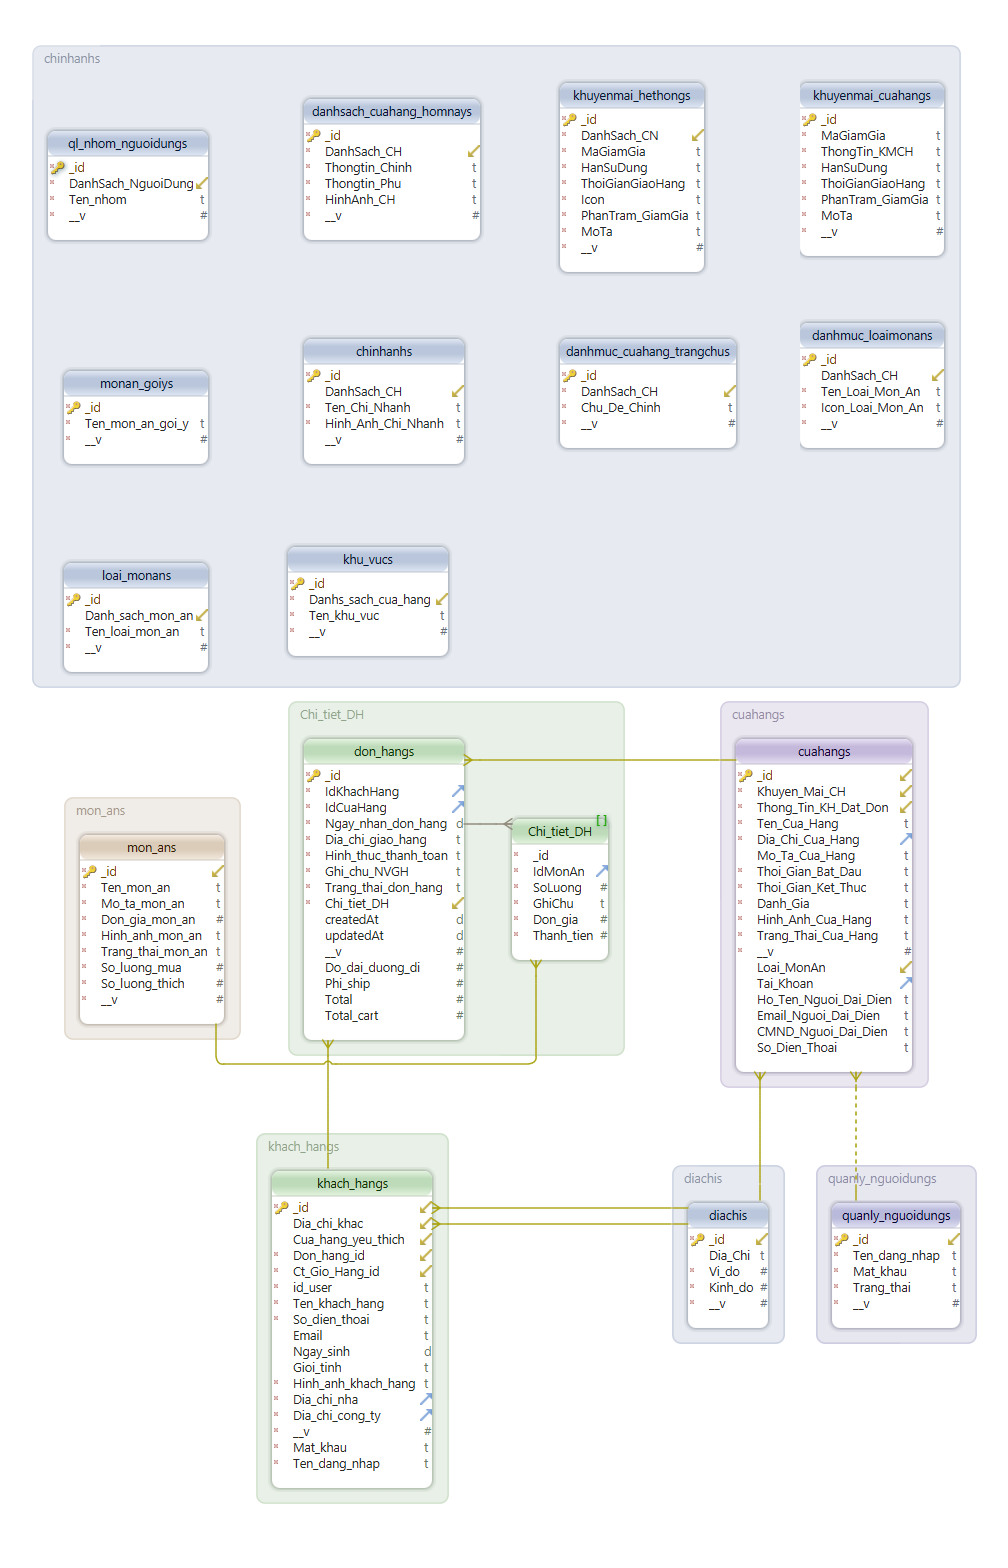 chinhanhs
ql_nhom_nguoidungs
_id
DanhSach_NguoiDung
Ten_nhom t
__v #
danhsach_cuahang_homnays
_id
DanhSach_CH
Thongtin_Chinh t
Thongtin_Phu t
HinhAnh_CH t
__v #
khuyenmai_hethongs
_id
DanhSach_CN
MaGiamGia t
HanSuDung t
ThoiGianGiaoHang t
Icon t
PhanTram_GiamGia t
MoTa t
__v #
khuyenmai_cuahangs
_id
MaGiamGia t
ThongTin_KMCH t
HanSuDung t
ThoiGianGiaoHang t
PhanTram_GiamGia t
MoTa t
__v #
monan_goiys
_id
Ten_mon_an_goi_y t
__v #
chinhanhs
_id
DanhSach_CH
Ten_Chi_Nhanh t
Hinh_Anh_Chi_Nhanh t
__v #
danhmuc_cuahang_trangchus
_id
DanhSach_CH
Chu_De_Chinh t
__v #
danhmuc_loaimonans
_id
DanhSach_CH
Ten_Loai_Mon_An t
Icon_Loai_Mon_An t
__v #
loai_monans
_id
Danh_sach_mon_an
Ten_loai_mon_an t
__v #
khu_vucs
_id
Danhs_sach_cua_hang
Ten_khu_vuc t
__v #
Chi_tiet_DH
don_hangs
_id
IdKhachHang
IdCuaHang
Ngay_nhan_don_hang d
Dia_chi_giao_hang t
Hinh_thuc_thanh_toan t
Ghi_chu_NVGH t
Trang_thai_don_hang t
Chi_tiet_DH
createdAt d
updatedAt d
__v #
Do_dai_duong_di #
Phi_ship #
Total #
Total_cart #
Chi_tiet_DH [ ]
_id
IdMonAn
SoLuong #
GhiChu t
Don_gia #
Thanh_tien #
cuahangs
cuahangs
_id
Khuyen_Mai_CH
Thong_Tin_KH_Dat_Don
Ten_Cua_Hang t
Dia_Chi_Cua_Hang
Mo_Ta_Cua_Hang t
Thoi_Gian_Bat_Dau t
Thoi_Gian_Ket_Thuc t
Danh_Gia t
Hinh_Anh_Cua_Hang t
Trang_Thai_Cua_Hang t
__v #
Loai_MonAn
Tai_Khoan
Ho_Ten_Nguoi_Dai_Dien t
Email_Nguoi_Dai_Dien t
CMND_Nguoi_Dai_Dien t
So_Dien_Thoai t
mon_ans
mon_ans
_id
Ten_mon_an t
Mo_ta_mon_an t
Don_gia_mon_an #
Hinh_anh_mon_an t
Trang_thai_mon_an t
So_luong_mua #
So_luong_thich #
__v #
khach_hangs
khach_hangs
_id
Dia_chi_khac
Cua_hang_yeu_thich
Don_hang_id
Ct_Gio_Hang_id
id_user t
Ten_khach_hang t
So_dien_thoai t
Email t
Ngay_sinh d
Gioi_tinh t
Hinh_anh_khach_hang t
Dia_chi_nha
Dia_chi_cong_ty
__v #
Mat_khau t
Ten_dang_nhap t
diachis
diachis
_id
Dia_Chi t
Vi_do #
Kinh_do #
__v #
quanly_nguoidungs
quanly_nguoidungs
_id
Ten_dang_nhap t
Mat_khau t
Trang_thai t
__v #